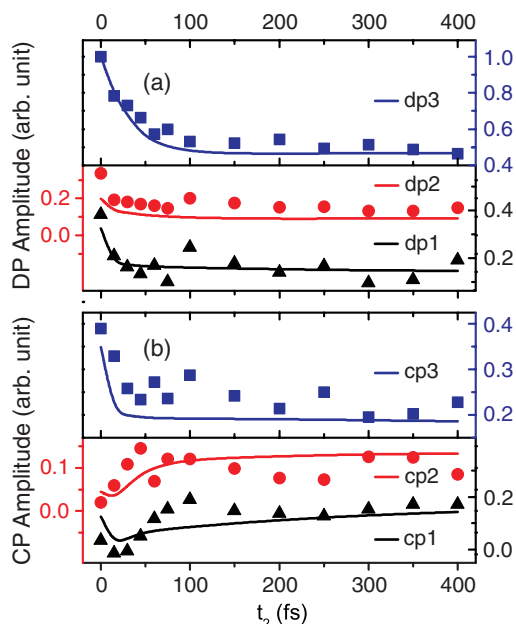 0 100 200 300 400
DP Amplitude (arb. unit)
(a)
dp3
1.0
0.8
0.6
0.4
dp2
dp1
0.2
0.0
0.4
0.2
CP Amplitude (arb. unit)
(b)
cp3
0.4
0.3
0.2
cp2
cp1
0.1
0.0
0.2
0.0
0 100 200 300 400
t₂ (fs)